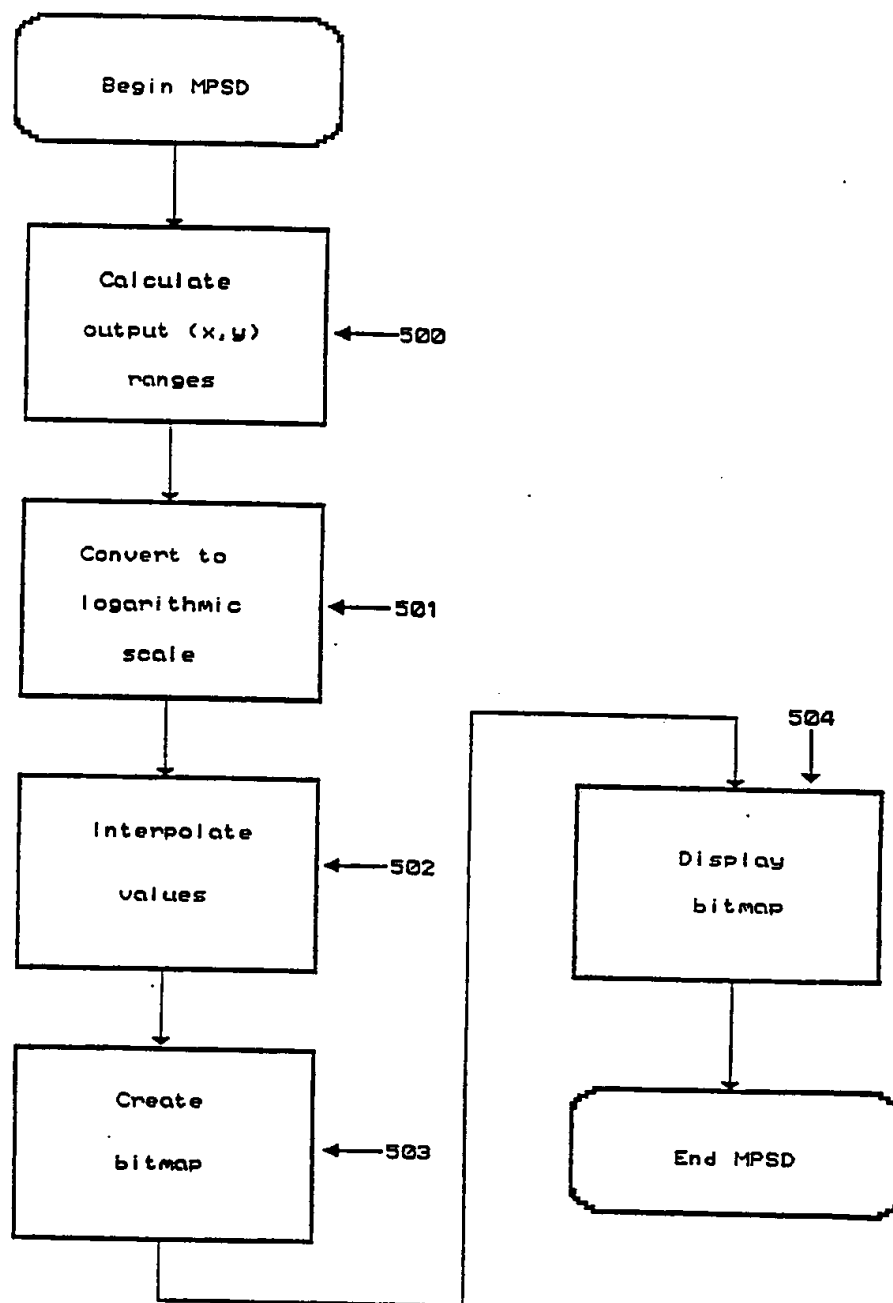 Begin MPSD
Calculate
output (x,y)
ranges
500
Convert to
logarithmic
scale
501
Interpolate
values
502
Create
bitmap
503
504
Display
bitmap
End MPSD